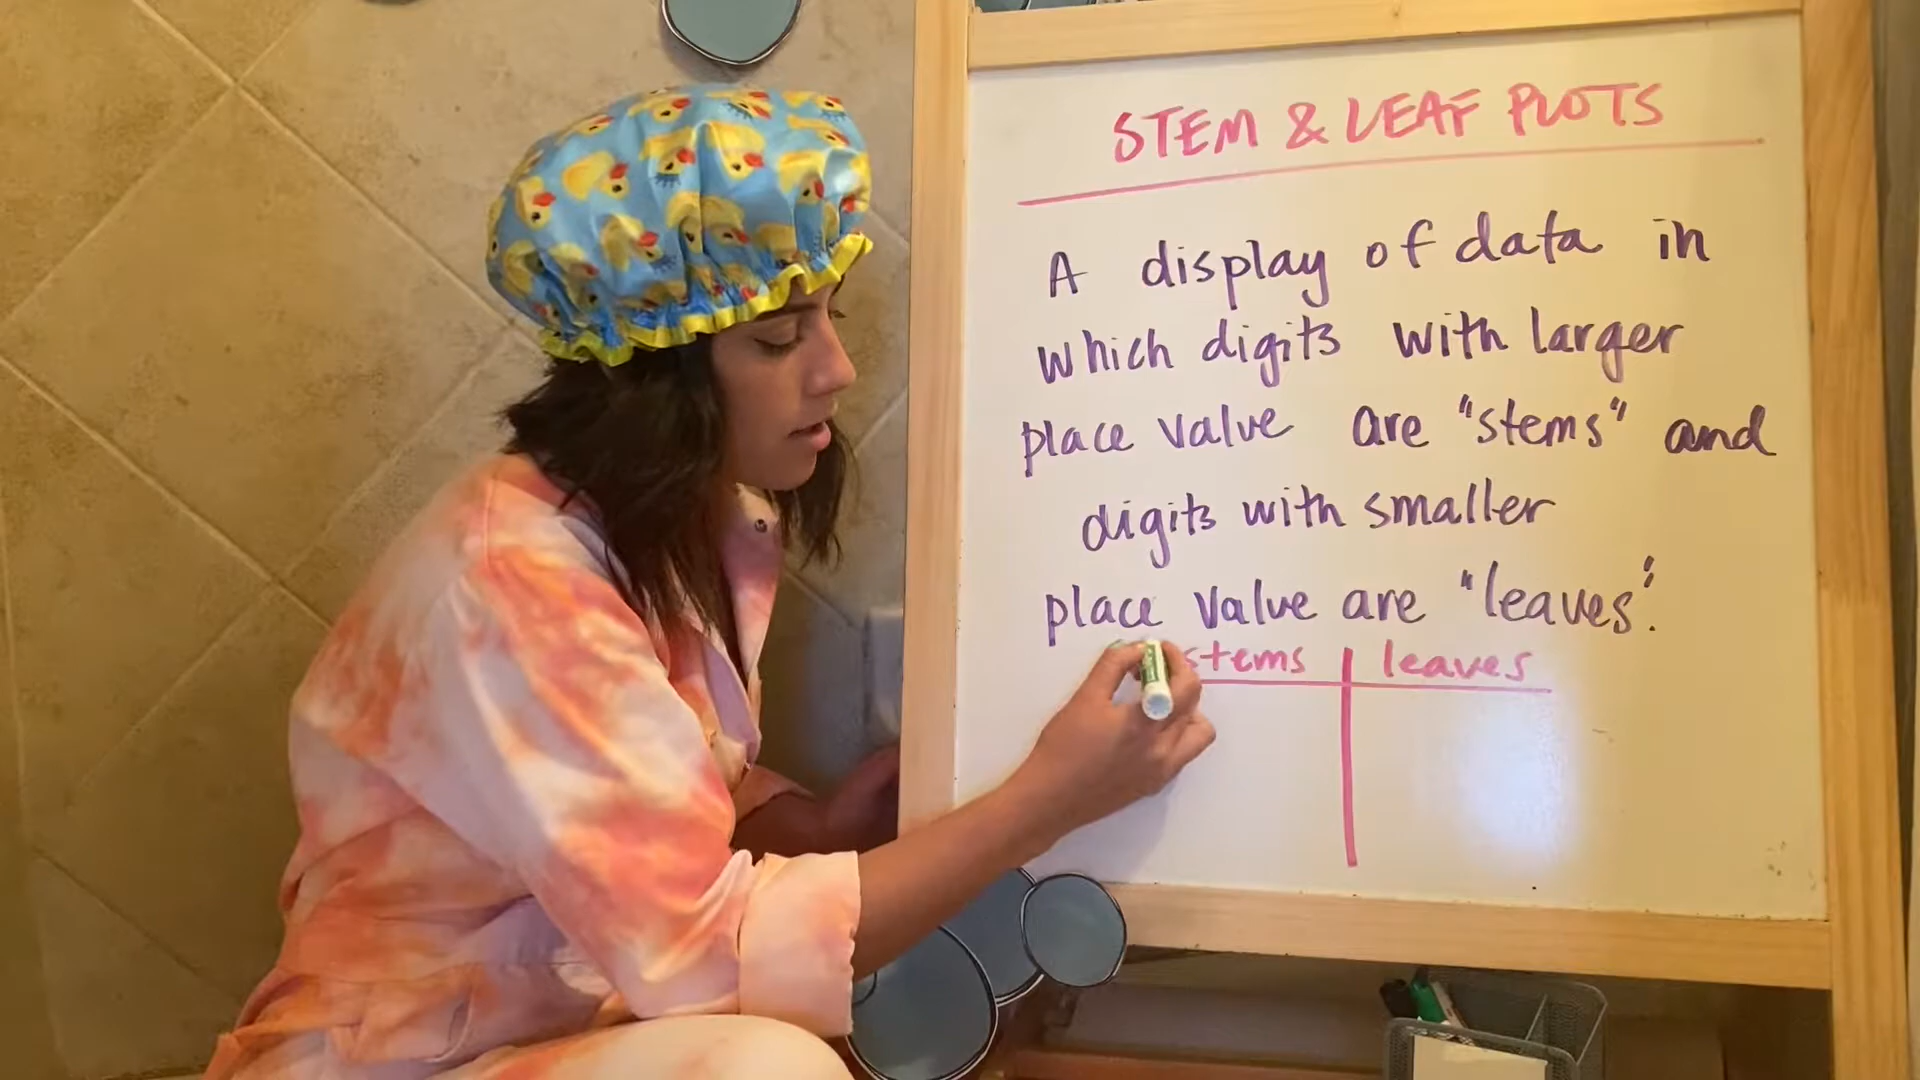 STEM & LEAF PLOTS
A display of data in
which digits with larger
place value are "stems" and
digits with smaller
place value are "leaves".
stems | leaves